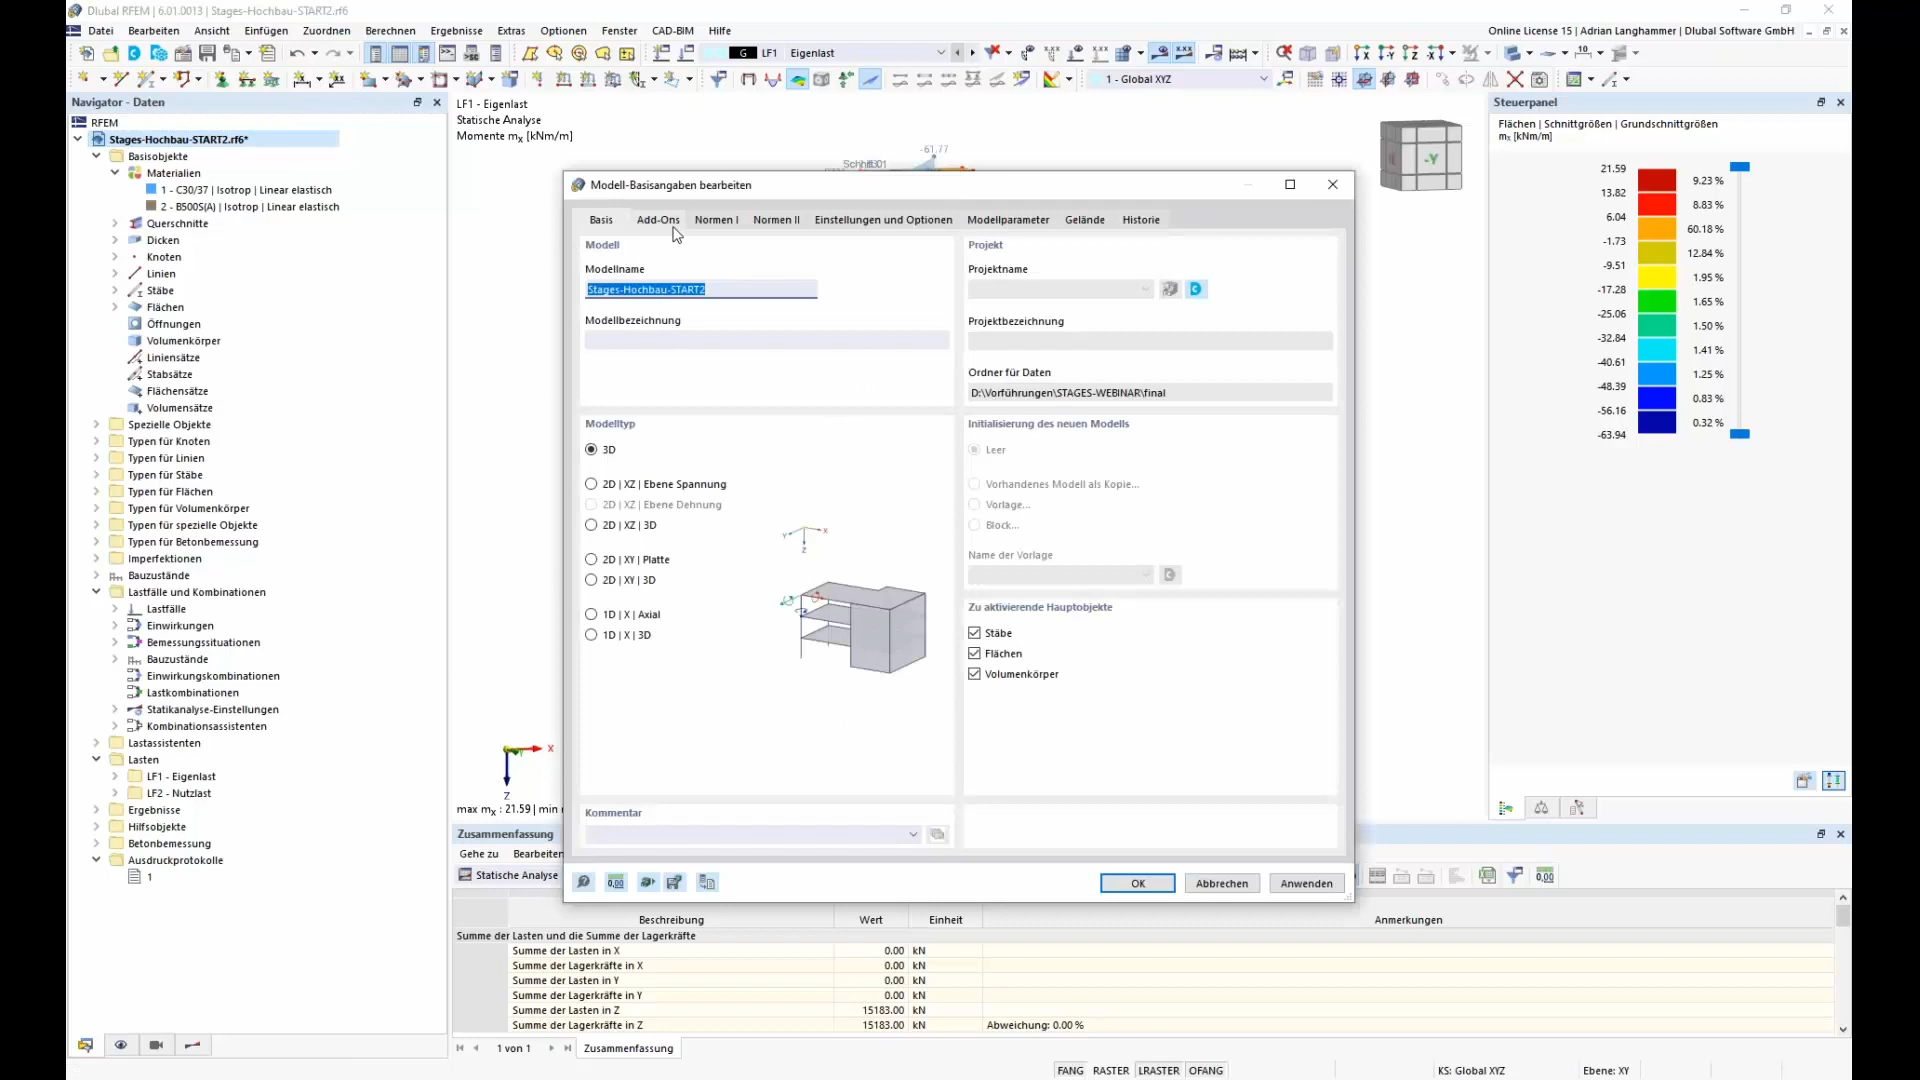 Dlubal RFEM | 6.01.0013 | Stages-Hochbau-START2.rf6
Datei Bearbeiten Ansicht Einfügen Zuordnen Berechnen Ergebnisse Extras Optionen Fenster CAD-BIM Hilfe
Online License 15 | Adrian Langhammer | Dlubal Software GmbH
G LF1 Eigenlast
1 - Global XYZ
Navigator - Daten
RFEM
Stages-Hochbau-START2.rf6*
Basisobjekte
Materialien
1 - C30/37 | Isotrop | Linear elastisch
2 - B500S(A) | Isotrop | Linear elastisch
Querschnitte
Dicken
Knoten
Linien
Stäbe
Flächen
Öffnungen
Volumenkörper
Liniensätze
Stabsätze
Flächensätze
Volumensätze
Spezielle Objekte
Typen für Knoten
Typen für Linien
Typen für Stäbe
Typen für Flächen
Typen für Volumenkörper
Typen für spezielle Objekte
Typen für Betonbemessung
Imperfektionen
Bauzustände
Lastfälle und Kombinationen
Lastfälle
Einwirkungen
Bemessungssituationen
Bauzustände
Einwirkungskombinationen
Lastkombinationen
Statikanalyse-Einstellungen
Kombinationsassistenten
Lastassistenten
Lasten
LF1 - Eigenlast
LF2 - Nutzlast
Ergebnisse
Hilfsobjekte
Betonbemessung
Ausdruckprotokolle
1
LF1 - Eigenlast
Statische Analyse
Momente mx [kNm/m]
-61.77
X
Z
max mx : 21.59 | min
Modell-Basisangaben bearbeiten
Basis Add-Ons Normen I Normen II Einstellungen und Optionen Modellparameter Gelände Historie
Modell
Modellname
Stages-Hochbau-START2
Modellbezeichnung
Projekt
Projektname
Projektbezeichnung
Ordner für Daten
D:\Vorführungen\STAGES-WEBINAR\final
Modelltyp
3D
2D | XZ | Ebene Spannung
2D | XZ | Ebene Dehnung
2D | XZ | 3D
2D | XY | Platte
2D | XY | 3D
1D | X | Axial
1D | X | 3D
Y X
Z
Initialisierung des neuen Modells
Leer
Vorhandenes Modell als Kopie...
Vorlage...
Block...
Name der Vorlage
Zu aktivierende Hauptobjekte
Stäbe
Flächen
Volumenkörper
Kommentar
OK Abbrechen Anwenden
-Y
Steuerpanel
Flächen | Schnittgrößen | Grundschnittgrößen
mx [kNm/m]
21.59
9.23 %
13.82
8.83 %
6.04
60.18 %
-1.73
12.84 %
-9.51
1.95 %
-17.28
1.65 %
-25.06
1.50 %
-32.84
1.41 %
-40.61
1.25 %
-48.39
0.83 %
-56.16
0.32 %
-63.94
Zusammenfassung
Gehe zu Bearbeiten
Statische Analyse
Beschreibung Wert Einheit Anmerkungen
Summe der Lasten und die Summe der Lagerkräfte
Summe der Lasten in X 0.00 kN
Summe der Lagerkräfte in X 0.00 kN
Summe der Lasten in Y 0.00 kN
Summe der Lagerkräfte in Y 0.00 kN
Summe der Lasten in Z 15183.00 kN
Summe der Lagerkräfte in Z 15183.00 kN Abweichung: 0.00 %
1 von 1 Zusammenfassung
FANG RASTER LRASTER OFANG KS: Global XYZ Ebene: XY